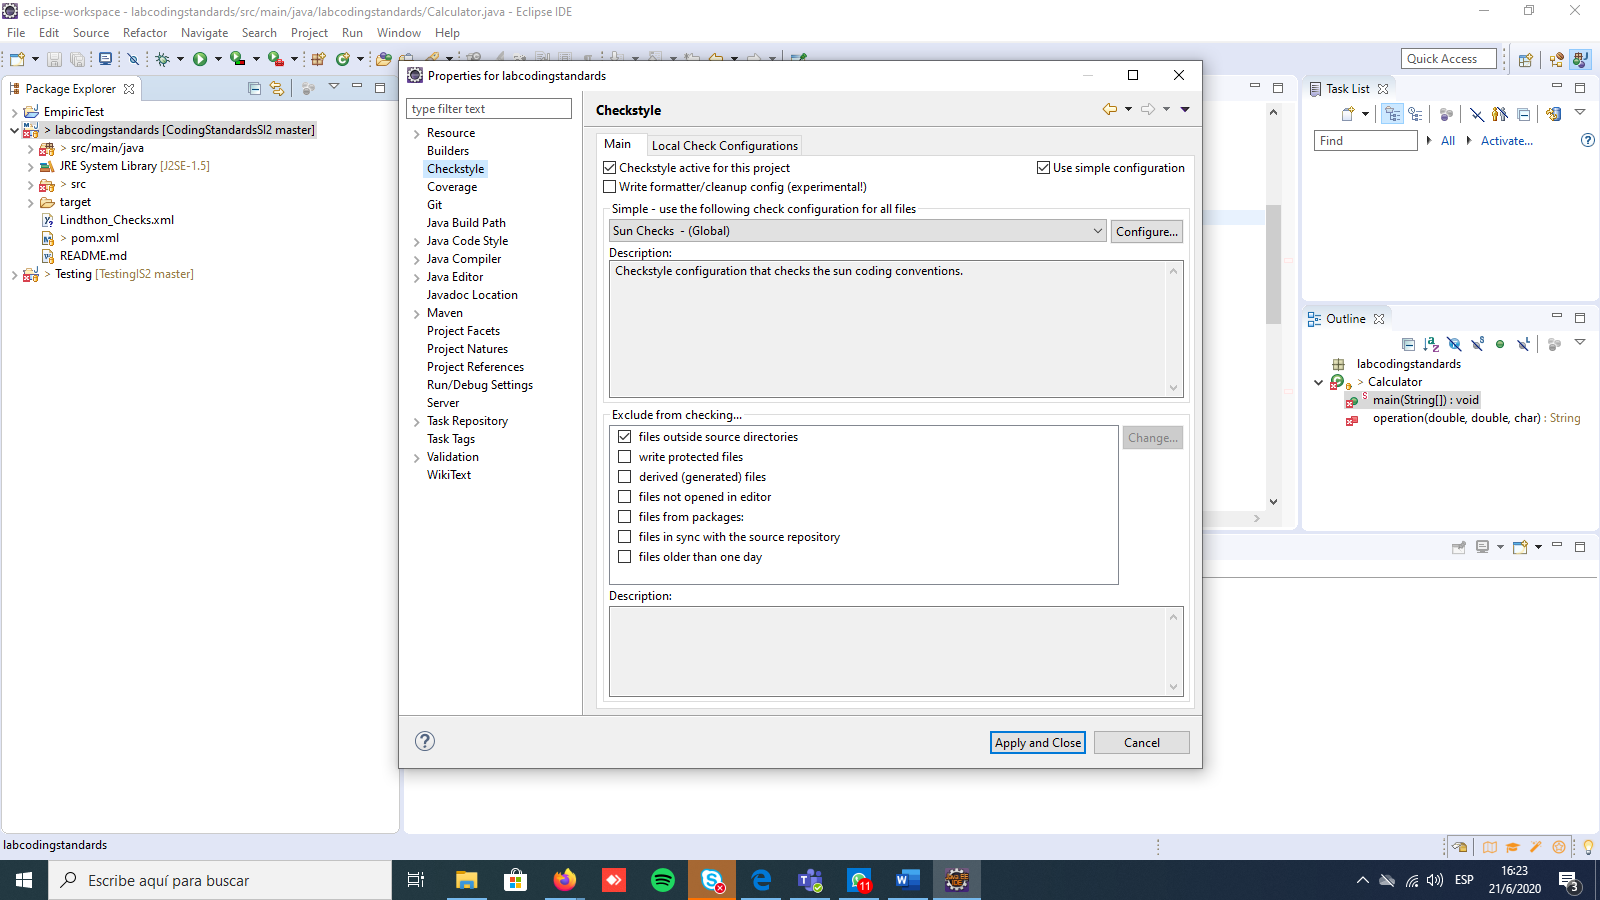 eclipse-workspace - labcodingstandards/src/main/java/labcodingstandards/Calculator.java - Eclipse IDE
File Edit Source Refactor Navigate Search Project Run Window Help
Quick Access
Package Explorer
EmpiricTest
> labcodingstandards [CodingStandardsSI2 master]
> src/main/java
JRE System Library [J2SE-1.5]
> src
target
Lindthon_Checks.xml
> pom.xml
README.md
> Testing [TestingIS2 master]
Properties for labcodingstandards
type filter text
Resource
Builders
Checkstyle
Coverage
Git
Java Build Path
Java Code Style
Java Compiler
Java Editor
Javadoc Location
Maven
Project Facets
Project Natures
Project References
Run/Debug Settings
Server
Task Repository
Task Tags
Validation
WikiText
Checkstyle
Main Local Check Configurations
Checkstyle active for this project Use simple configuration
Write formatter/cleanup config (experimental!)
Simple - use the following check configuration for all files
Sun Checks - (Global) Configure...
Description:
Checkstyle configuration that checks the sun coding conventions.
Exclude from checking...
files outside source directories Change...
write protected files
derived (generated) files
files not opened in editor
files from packages:
files in sync with the source repository
files older than one day
Description:
Apply and Close Cancel
Task List
Find All Activate...
Outline
labcodingstandards
> Calculator
main(String[]) : void
operation(double, double, char) : String
labcodingstandards
Escribe aquí para buscar
11
ESP
16:23
21/6/2020
3